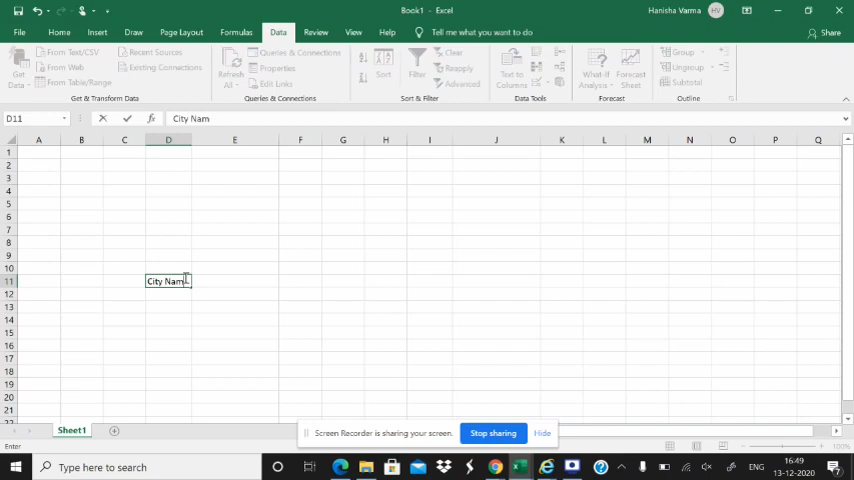 Book1 - Excel
Hanisha Varma HV
File Home Insert Draw Page Layout Formulas Data Review View Help Tell me what you want to do Share
Get Data
From Text/CSV
From Web
From Table/Range
Recent Sources
Existing Connections
Get & Transform Data
Refresh All
Queries & Connections
Properties
Edit Links
Queries & Connections
Sort
Filter
Clear
Reapply
Advanced
Sort & Filter
Text to Columns
Data Tools
What-If Analysis
Forecast Sheet
Forecast
Group
Ungroup
Subtotal
Outline
D11 fx City Nam
A B C D E F G H I J K L M N O P Q
1
2
3
4
5
6
7
8
9
10
11 City Nam
12
13
14
15
16
17
18
19
20
21
22
Sheet1
Screen Recorder is sharing your screen. Stop sharing Hide
Enter
100%
Type here to search
ENG
16:49
13-12-2020
7